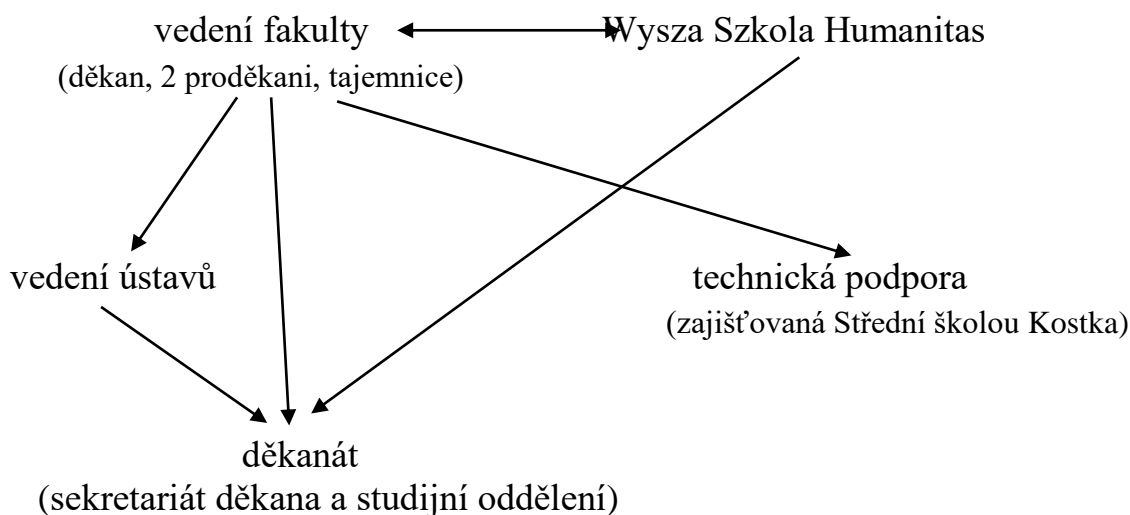 vedení fakulty
Wysza Szkola Humanitas
(děkan, 2 proděkani, tajemnice)
vedení ústavů
technická podpora
(zajišťovaná Střední školou Kostka)
děkanát
(sekretariát děkana a studijní oddělení)